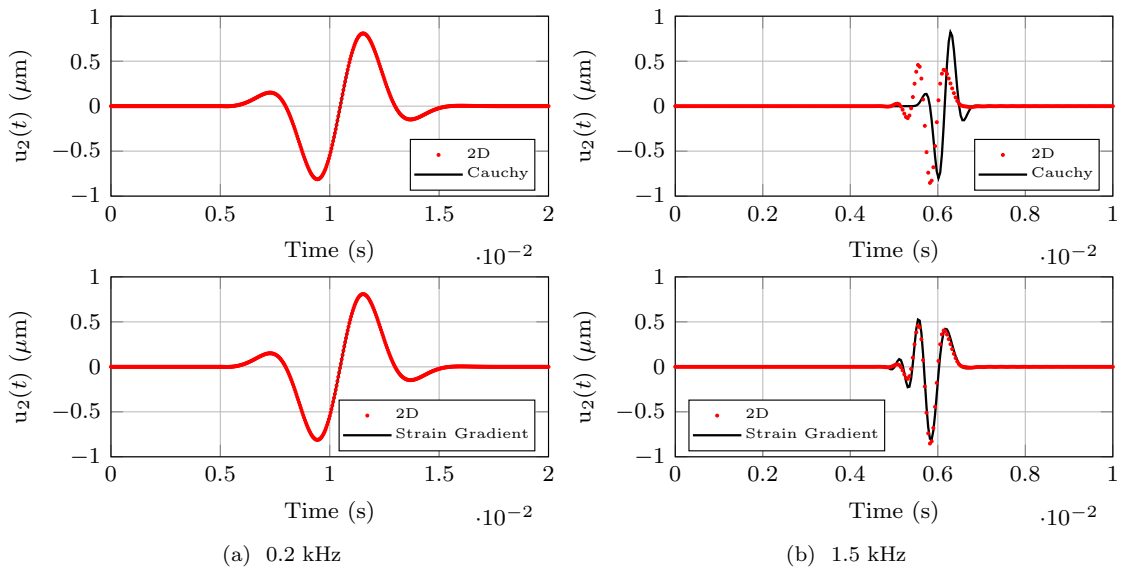 1
0.5
0
−0.5
−1
u₂(t) (μm)
2D
Cauchy
0 0.5 1 1.5 2
Time (s)
·10⁻²
1
0.5
0
−0.5
−1
u₂(t) (μm)
2D
Cauchy
0 0.2 0.4 0.6 0.8 1
Time (s)
·10⁻²
1
0.5
0
−0.5
−1
u₂(t) (μm)
2D
Strain Gradient
0 0.5 1 1.5 2
Time (s)
·10⁻²
(a) 0.2 kHz
1
0.5
0
−0.5
−1
u₂(t) (μm)
2D
Strain Gradient
0 0.2 0.4 0.6 0.8 1
Time (s)
·10⁻²
(b) 1.5 kHz